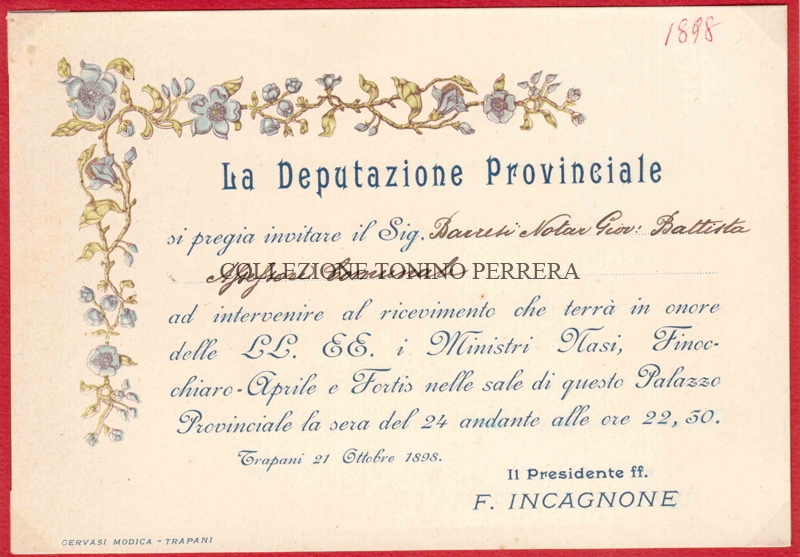 1898
La Deputazione Provinciale
si pregia invitare il Sig. Barresi Notar Giov: Battista
Assessore Comunale
COLLEZIONE TONINO PERRERA
ad intervenire al ricevimento che terrà in onore
delle LL. EE. i Ministri Nasi, Finoc-
chiaro-Aprile e Fortis nelle sale di questo Palazzo
Provinciale la sera del 24 andante alle ore 22,30.
Trapani 21 Ottobre 1898.
Il Presidente ff.
F. INCAGNONE
GERVASI MODICA - TRAPANI